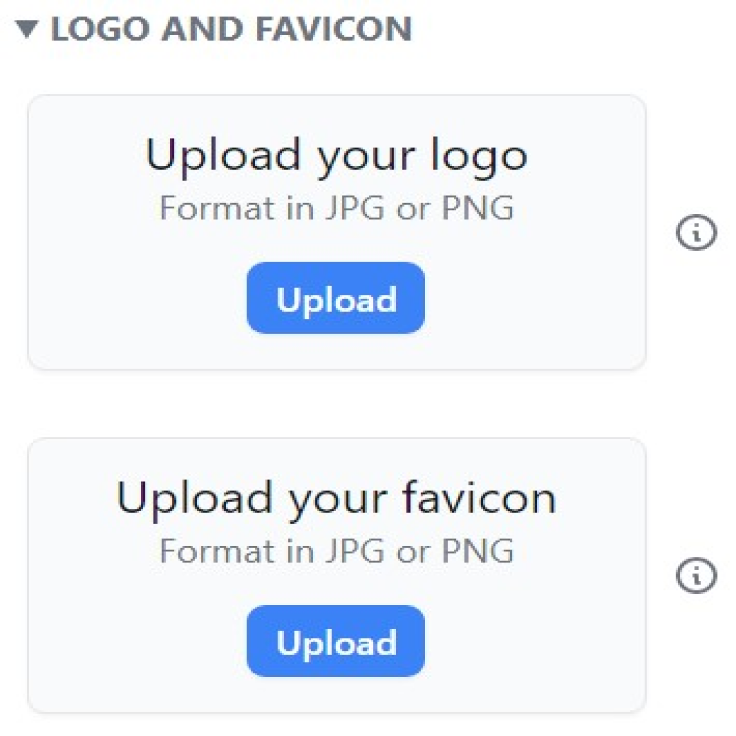 LOGO AND FAVICON
Upload your logo
Format in JPG or PNG
Upload
Upload your favicon
Format in JPG or PNG
Upload